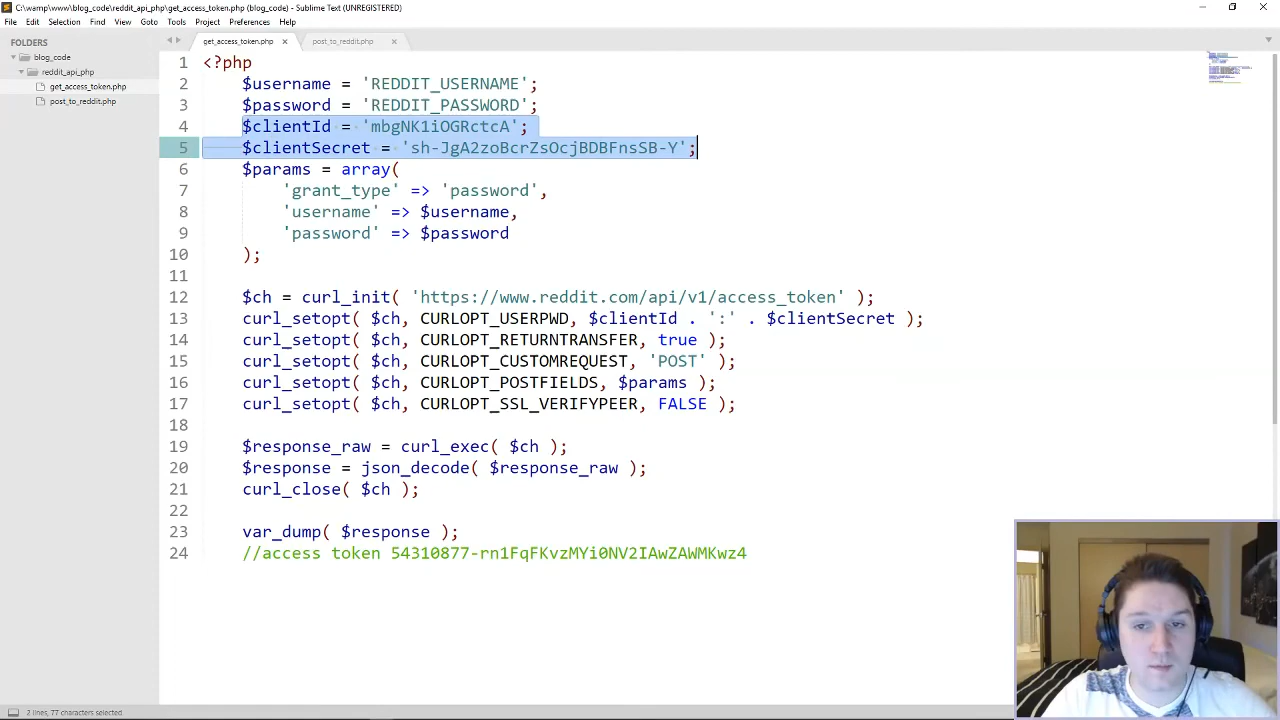 C:\wamp\www\blog_code\reddit_api_php\get_access_token.php (blog_code) - Sublime Text (UNREGISTERED)
File Edit Selection Find View Goto Tools Project Preferences Help
FOLDERS
blog_code
reddit_api_php
get_access_token.php
post_to_reddit.php
get_access_token.php × post_to_reddit.php ×
1 <?php
2 $username = 'REDDIT_USERNAME';
3 $password = 'REDDIT_PASSWORD';
4 $clientId = 'mbgNK1iOGRctcA';
5 $clientSecret = 'sh-JgA2zoBcrZsOcjBDBFnsSB-Y';
6 $params = array(
7 'grant_type' => 'password',
8 'username' => $username,
9 'password' => $password
10 );
11
12 $ch = curl_init( 'https://www.reddit.com/api/v1/access_token' );
13 curl_setopt( $ch, CURLOPT_USERPWD, $clientId . ':' . $clientSecret );
14 curl_setopt( $ch, CURLOPT_RETURNTRANSFER, true );
15 curl_setopt( $ch, CURLOPT_CUSTOMREQUEST, 'POST' );
16 curl_setopt( $ch, CURLOPT_POSTFIELDS, $params );
17 curl_setopt( $ch, CURLOPT_SSL_VERIFYPEER, FALSE );
18
19 $response_raw = curl_exec( $ch );
20 $response = json_decode( $response_raw );
21 curl_close( $ch );
22
23 var_dump( $response );
24 //access token 54310877-rn1FqFKvzMYi0NV2IAwZAWMKwz4
2 lines, 77 characters selected